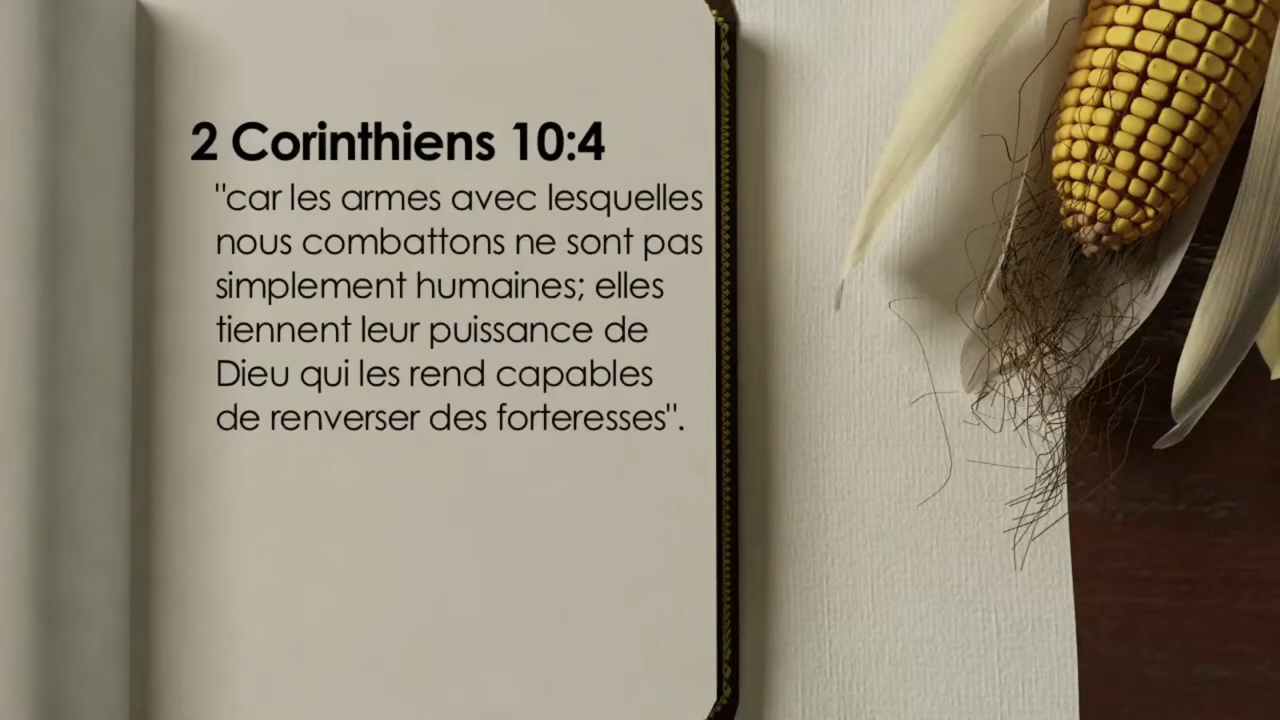 2 Corinthiens 10:4
"car les armes avec lesquelles
nous combattons ne sont pas
simplement humaines; elles
tiennent leur puissance de
Dieu qui les rend capables
de renverser des forteresses".